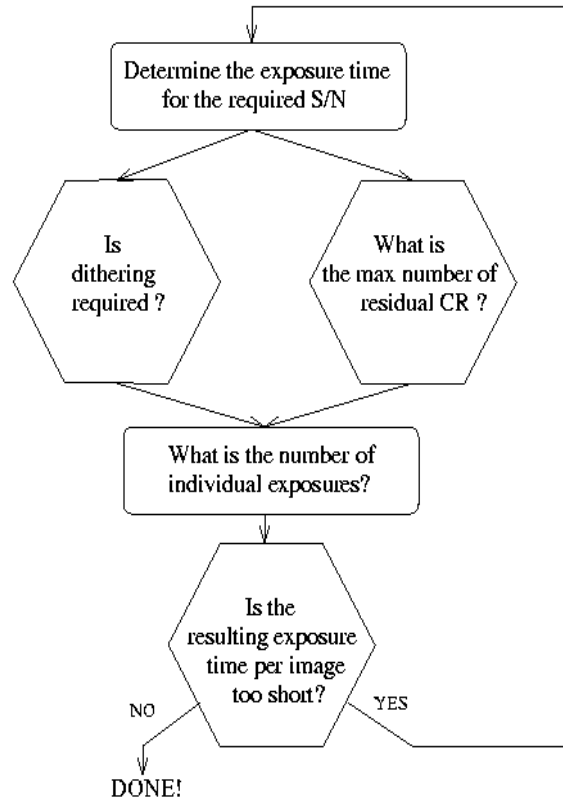 Determine the exposure time
for the required S/N
Is
dithering
required ?
What is
the max number of
residual CR ?
What is the number of
individual exposures?
Is the
resulting exposure
time per image
too short?
NO
YES
DONE!